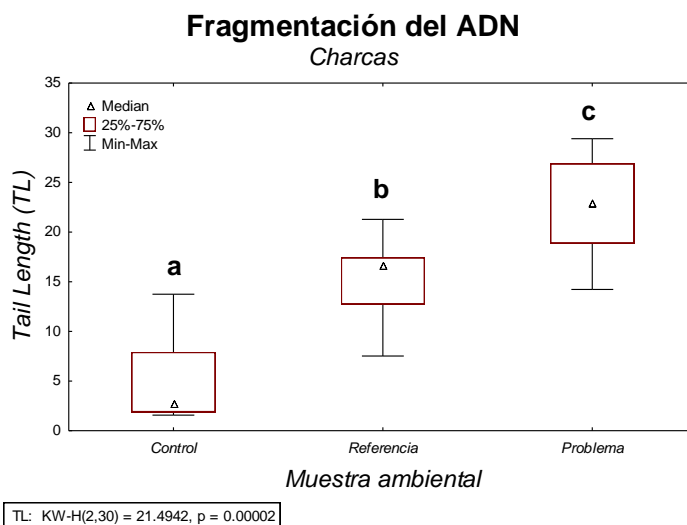 Fragmentación del ADN
Charcas
35
30
25
20
15
10
5
0
Tail Length (TL)
Median
25%-75%
Min-Max
a
b
c
Control
Referencia
Problema
Muestra ambiental
TL: KW-H(2,30) = 21.4942, p = 0.00002